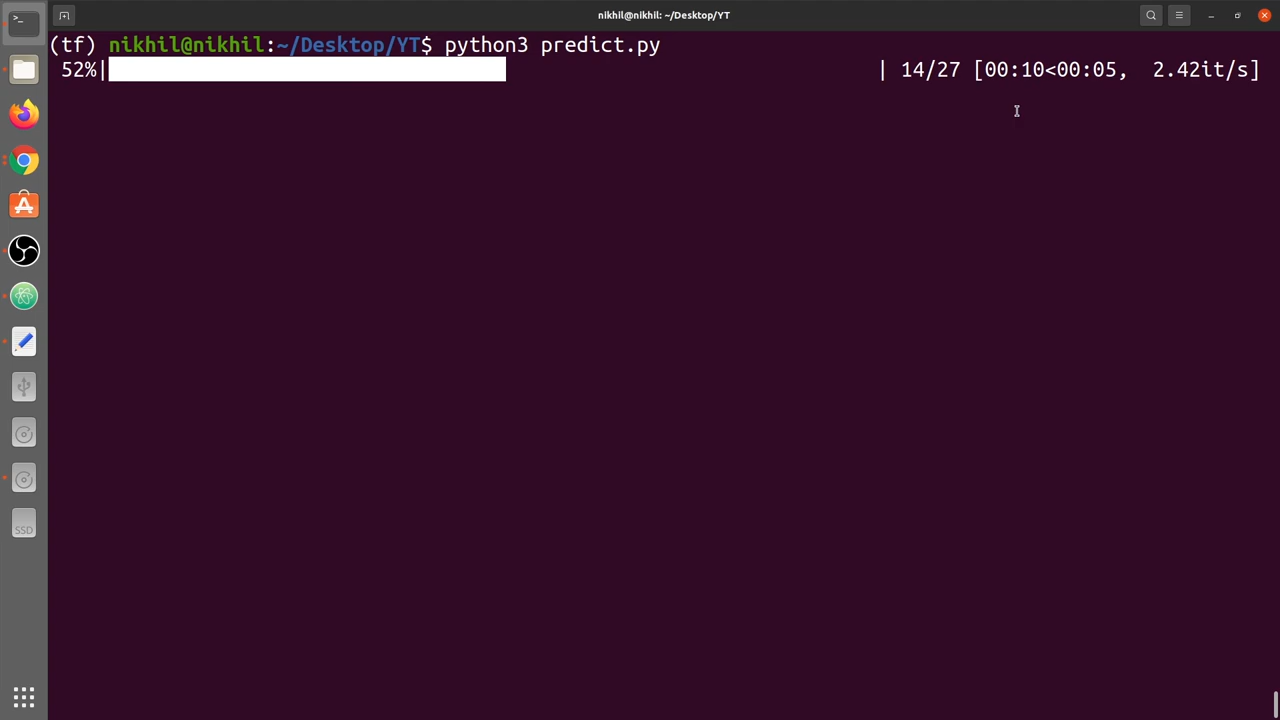 nikhil@nikhil: ~/Desktop/YT
(tf) nikhil@nikhil:~/Desktop/YT$ python3 predict.py
52%| | 14/27 [00:10<00:05, 2.42it/s]
SSD